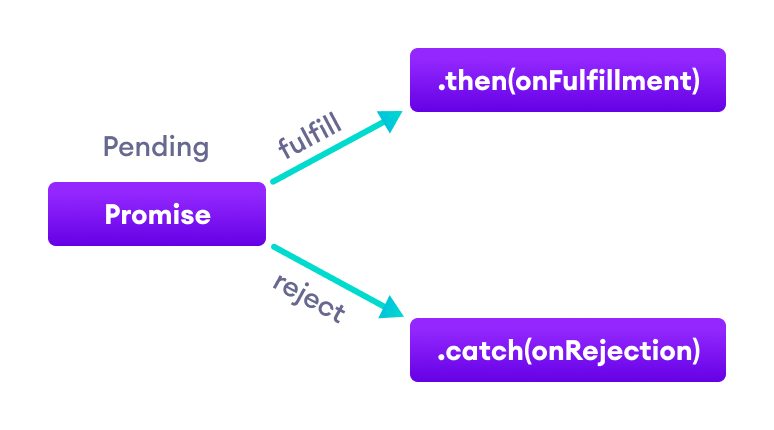 Pending
Promise
fulfill
.then(onFulfillment)
reject
.catch(onRejection)